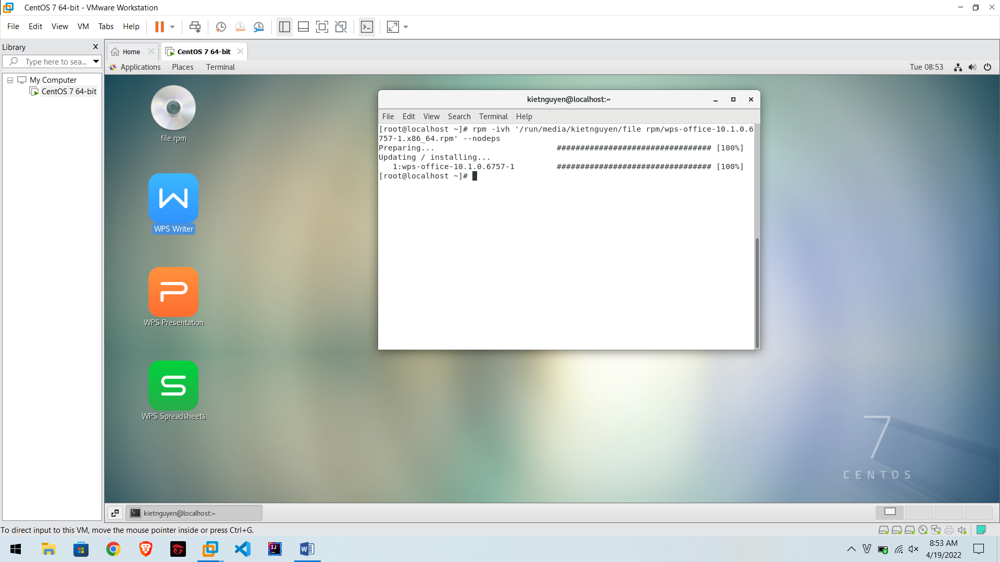 CentOS 7 64-bit - VMware Workstation
File Edit View VM Tabs Help
Library
Type here to sea...
My Computer
CentOS 7 64-bit
Home
CentOS 7 64-bit
Applications Places Terminal
Tue 08:53
file rpm
WPS Writer
WPS Presentation
WPS Spreadsheets
kietnguyen@localhost:~
File Edit View Search Terminal Help
[root@localhost ~]# rpm -ivh '/run/media/kietnguyen/file rpm/wps-office-10.1.0.6
757-1.x86_64.rpm' --nodeps
Preparing... ################################# [100%]
Updating / installing...
1:wps-office-10.1.0.6757-1 ################################# [100%]
[root@localhost ~]#
7
CENTOS
kietnguyen@localhost:~
To direct input to this VM, move the mouse pointer inside or press Ctrl+G.
8:53 AM
4/19/2022